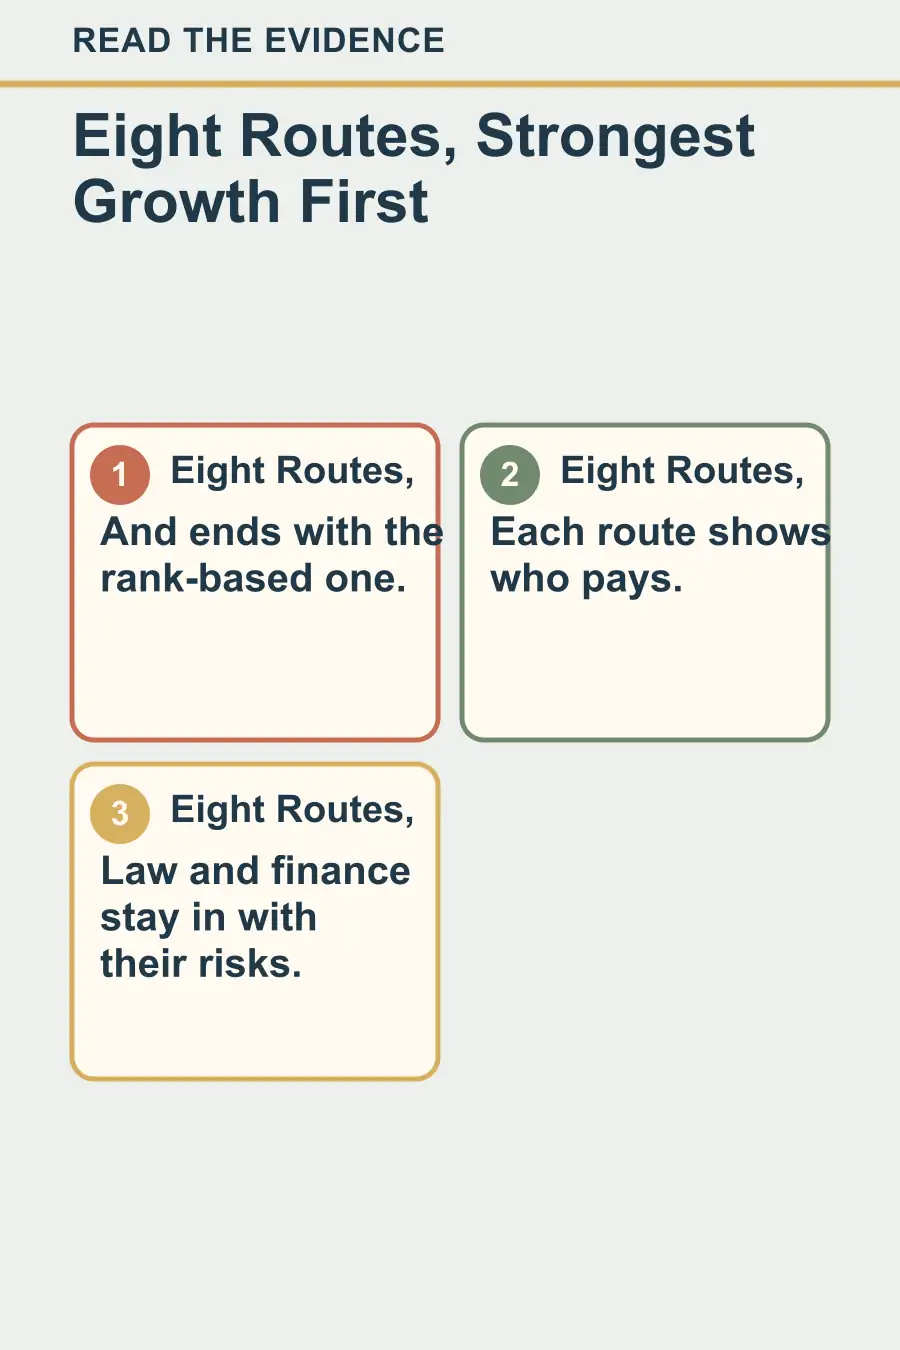 READ THE EVIDENCE
Eight Routes, Strongest
Growth First
1
Eight Routes,
And ends with the
rank-based one.
2
Eight Routes,
Each route shows
who pays.
3
Eight Routes,
Law and finance
stay in with
their risks.